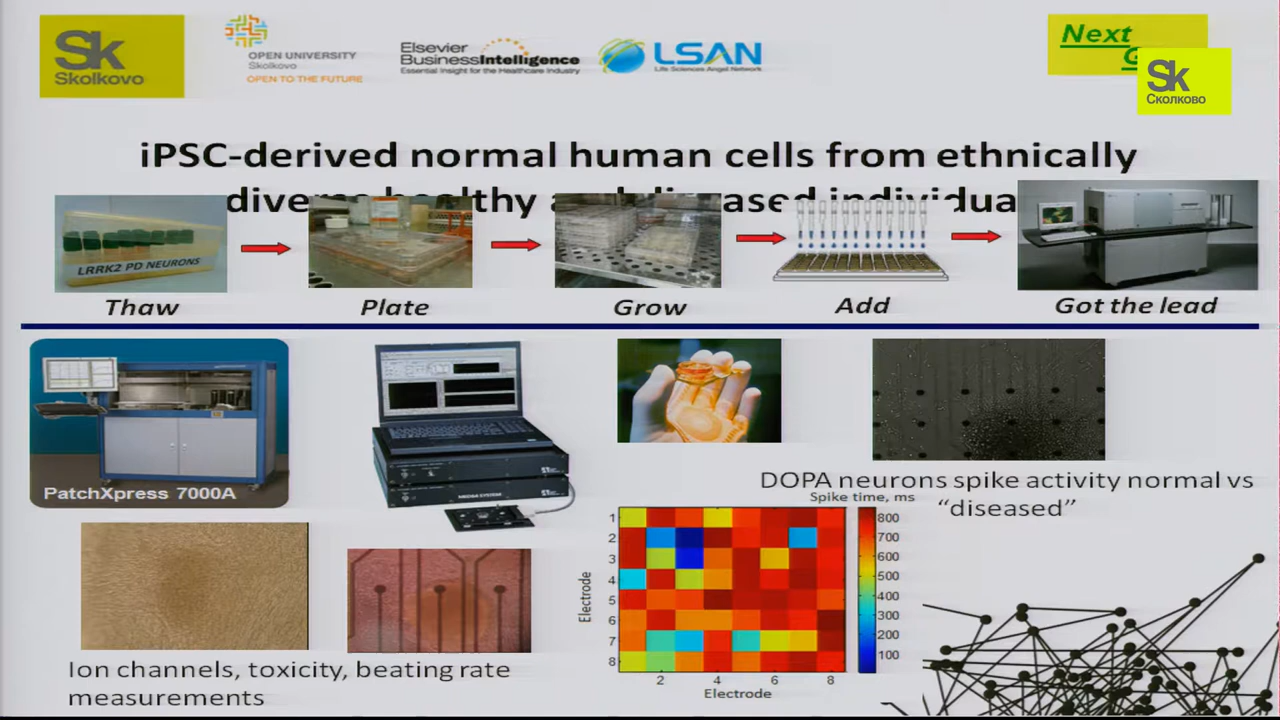 Sk
Skolkovo
OPEN UNIVERSITY
Skolkovo
OPEN TO THE FUTURE
Elsevier
BusinessIntelligence
Essential Insight for the Healthcare Industry
LSAN
Life Sciences Angel Network
Next
Sk
Сколково
iPSC-derived normal human cells from ethnically
LRRK2 PD NEURONS
Thaw
Plate
Grow
Add
Got the lead
PatchXpress 7000A
DOPA neurons spike activity normal vs
“diseased”
Spike time, ms
Electrode
1
2
3
4
5
6
7
8
800
700
600
500
400
300
200
100
2 4 6 8
Electrode
Ion channels, toxicity, beating rate
measurements